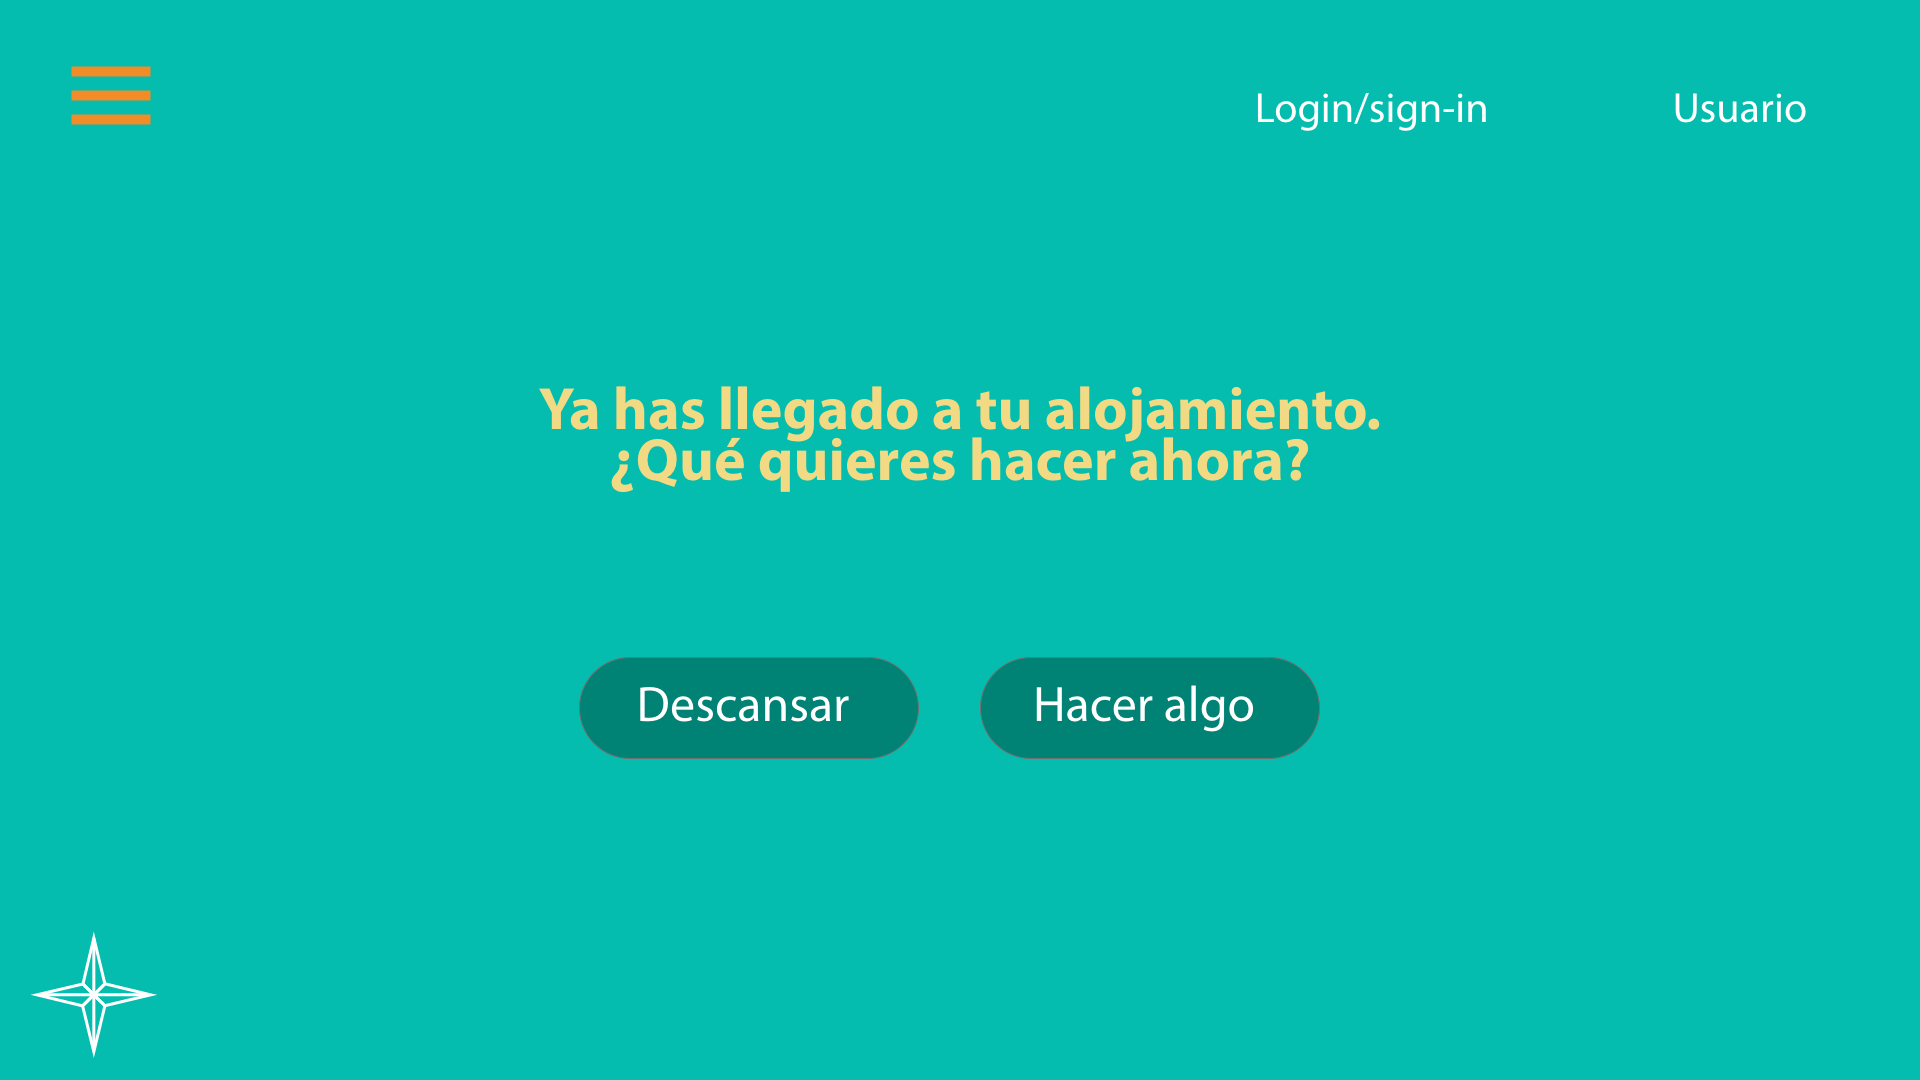 Login/sign-in
Usuario
Ya has llegado a tu alojamiento.
¿Qué quieres hacer ahora?
Descansar
Hacer algo